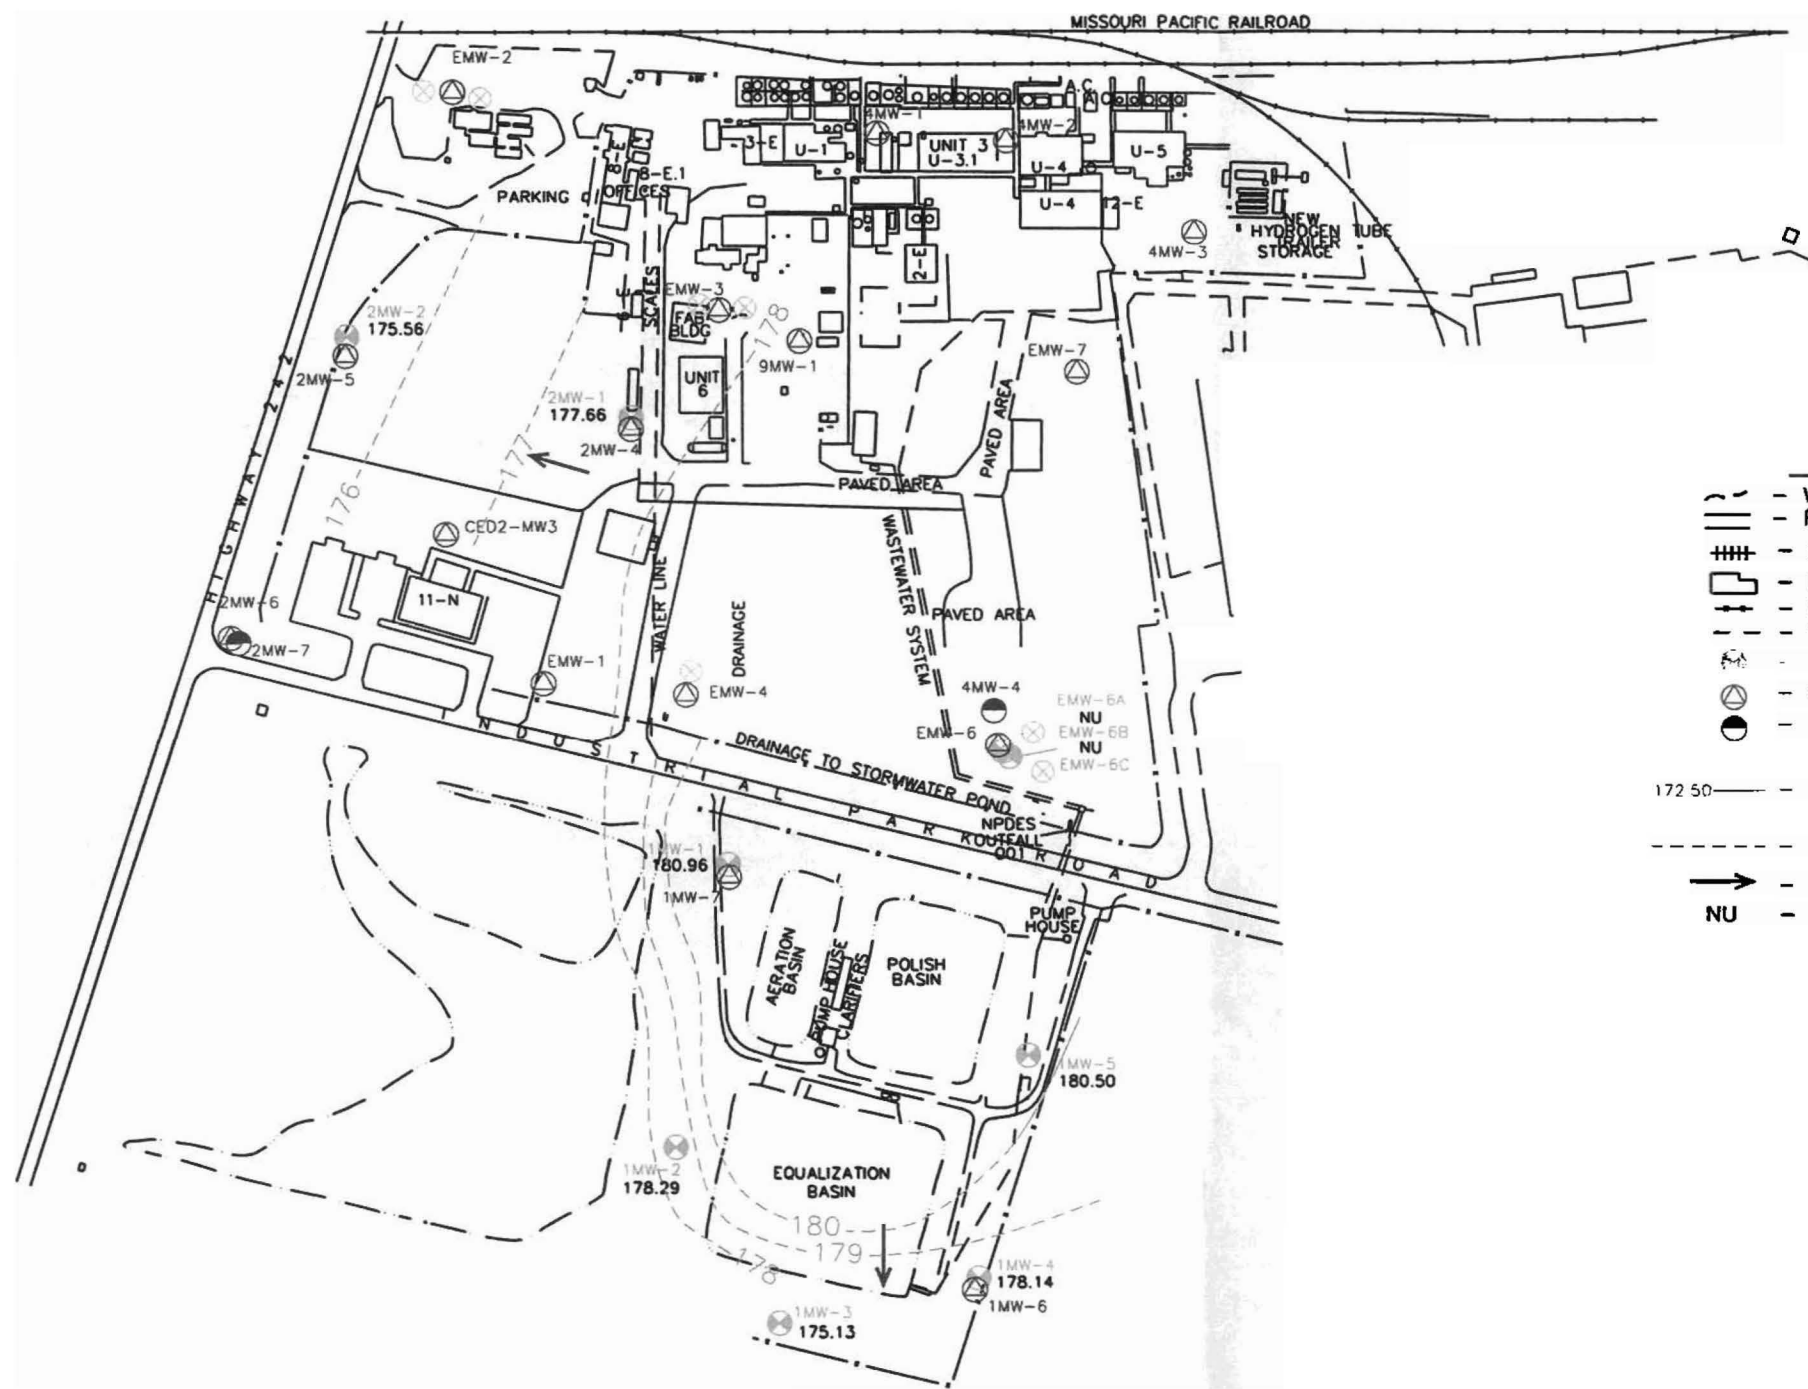 MISSOURI PACIFIC RAILROAD
EMW-2
A.C.
4MW-1
4MW-2
3-E
U-1
UNIT 3
U-3.1
U-4
U-5
8-E
8-E.1
OFFICES
PARKING
U-4
12-E
4MW-3
NEW
HYDROGEN TUBE
TRAILER
STORAGE
2-E
SCALES
EMW-3
FAB
BLDG
178
2MW-2
175.56
2MW-5
9MW-1
EMW-7
UNIT
6
2MW-1
177.66
2MW-4
HIGHWAY 242
177
176
PAVED AREA
PAVED AREA
CED2-MW3
WASTEWATER SYSTEM
WATER LINE
DRAINAGE
11-N
PAVED AREA
2MW-6
2MW-7
EMW-1
EMW-4
4MW-4
EMW-6A
NU
EMW-6
EMW-6B
NU
EMW-6C
DRAINAGE TO STORMWATER POND
INDUSTRIAL PARK ROAD
NPDES
OUTFALL
001
172.50
1MW-1
180.96
1MW-7
NU
PUMP
HOUSE
AERATION
BASIN
PUMP HOUSE
CLARIFIERS
POLISH
BASIN
1MW-5
180.50
1MW-2
178.29
EQUALIZATION
BASIN
180
179
178
1MW-4
178.14
1MW-6
1MW-3
175.13